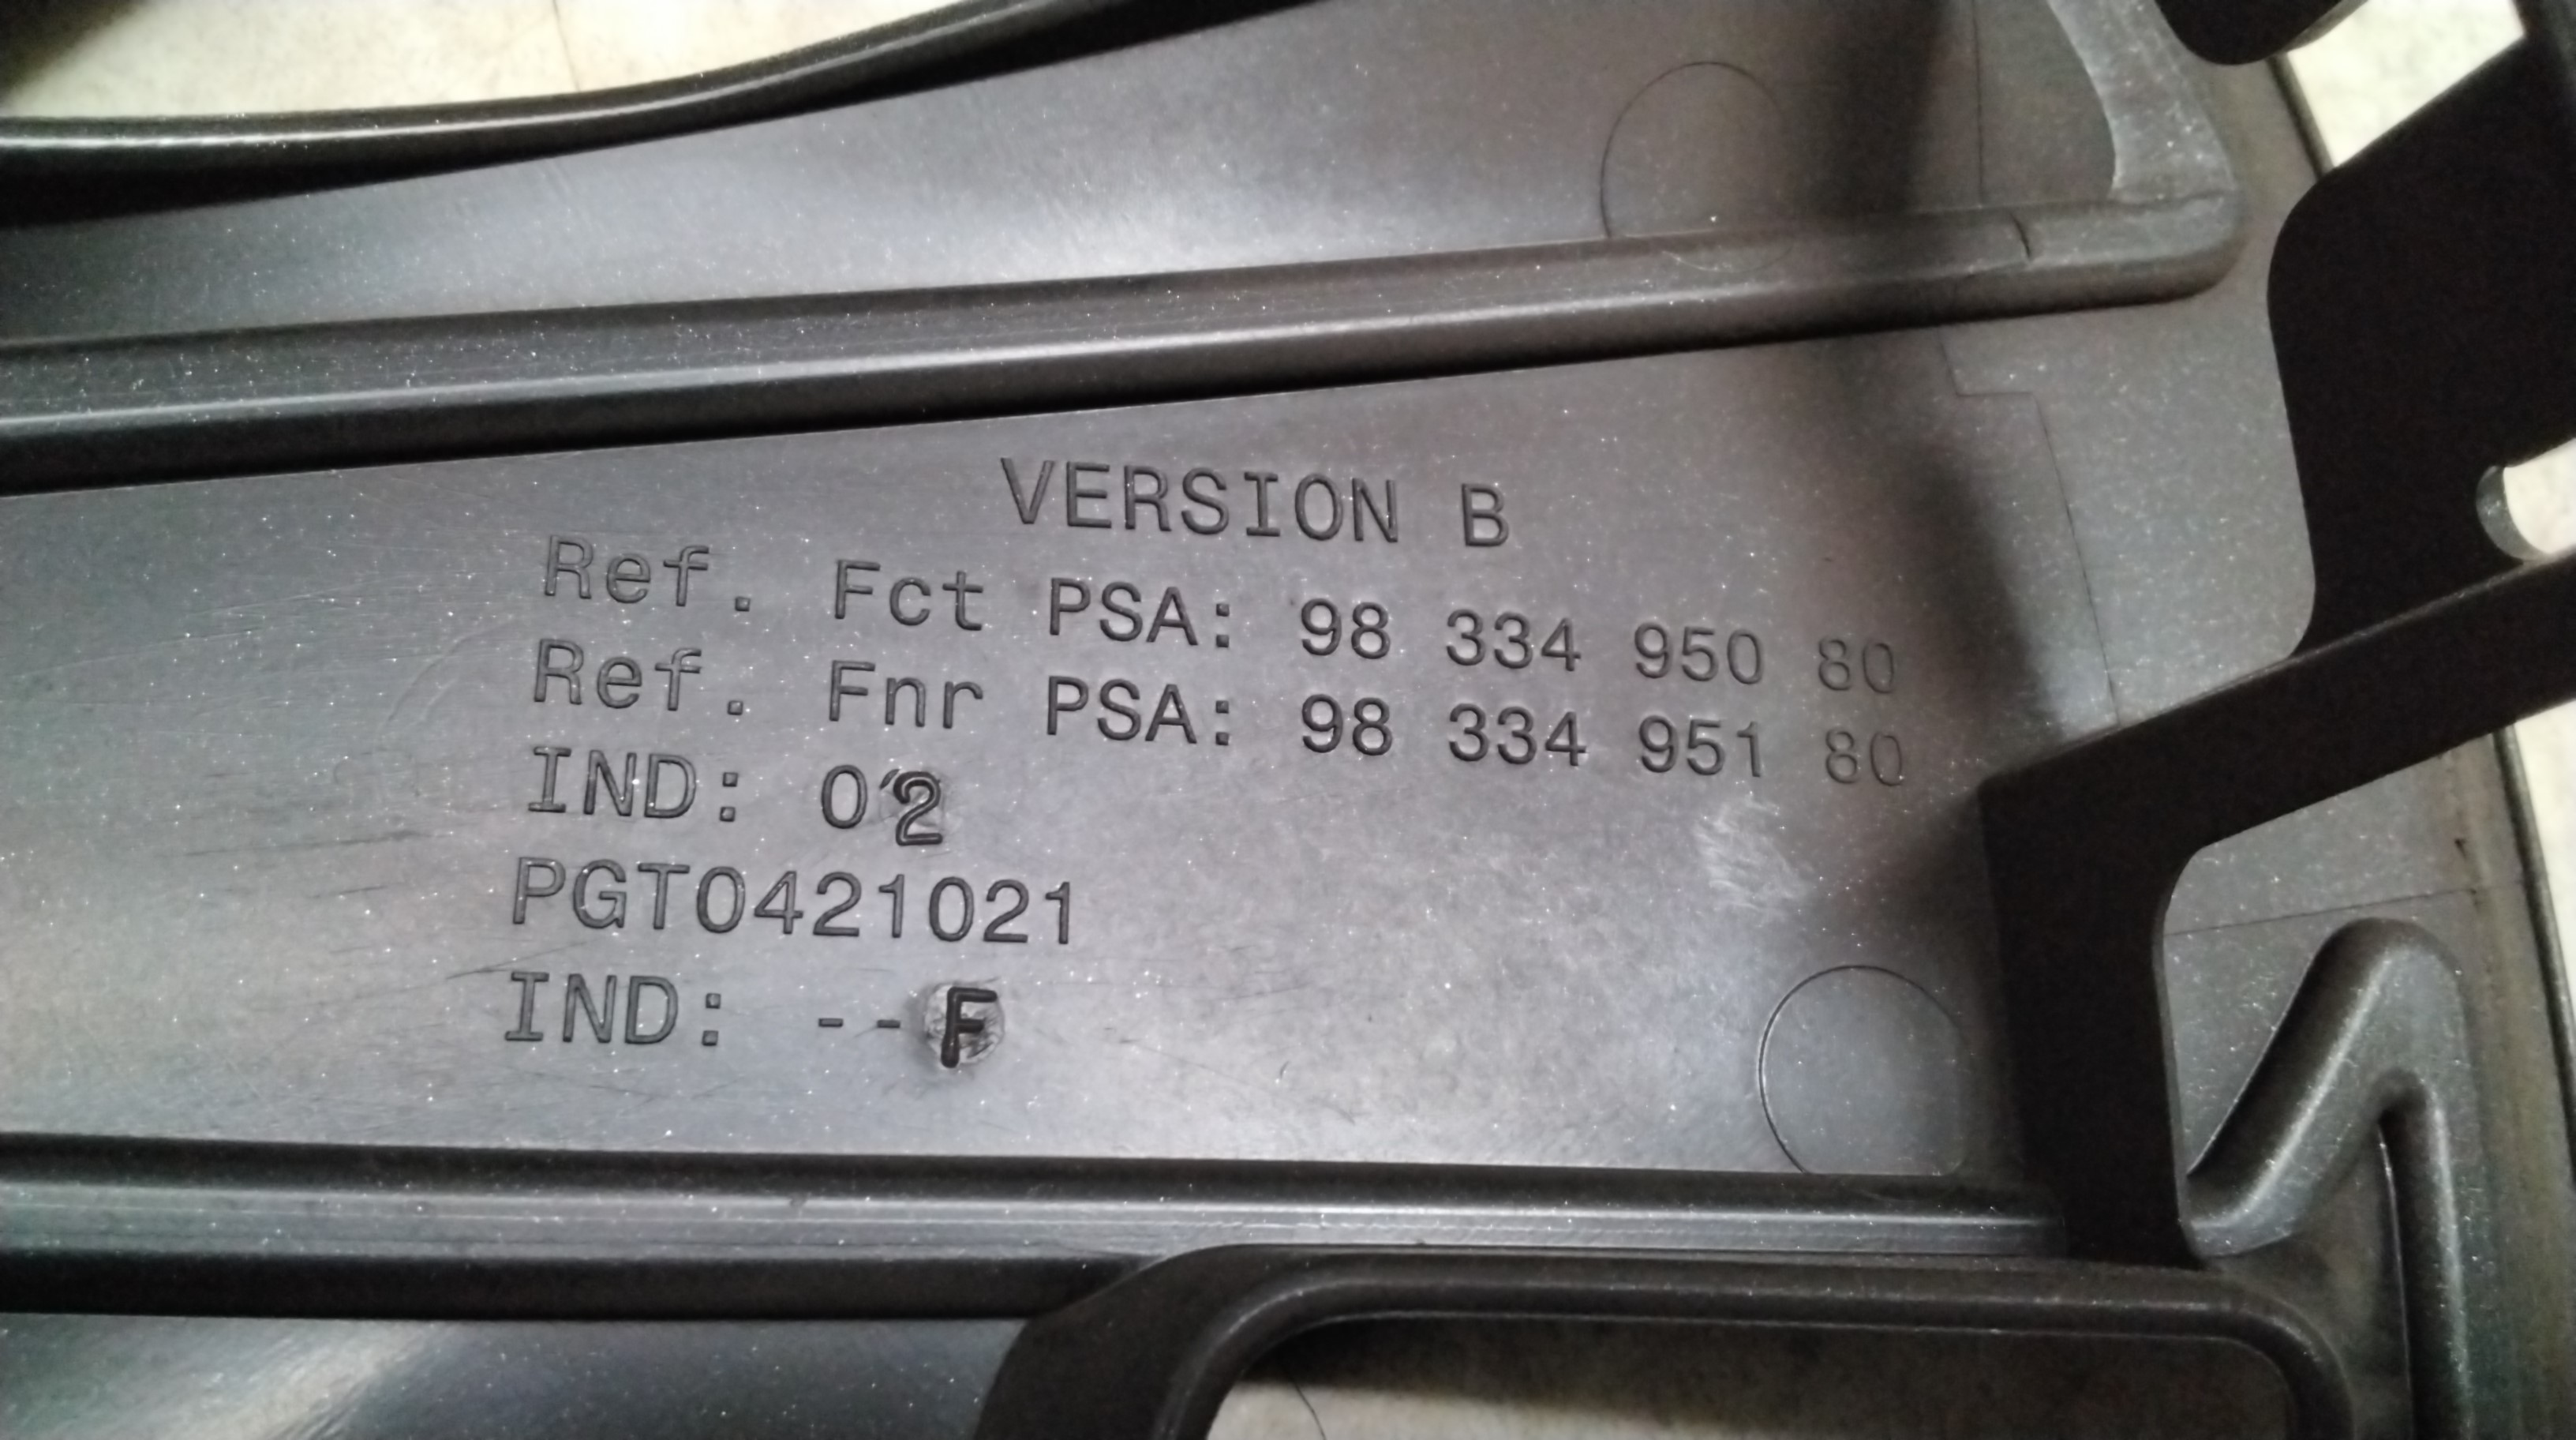 VERSION B
Ref. Fct PSA: 98 334 950 80
Ref. Fnr PSA: 98 334 951 80
IND: 02
PGT0421021
IND: --F